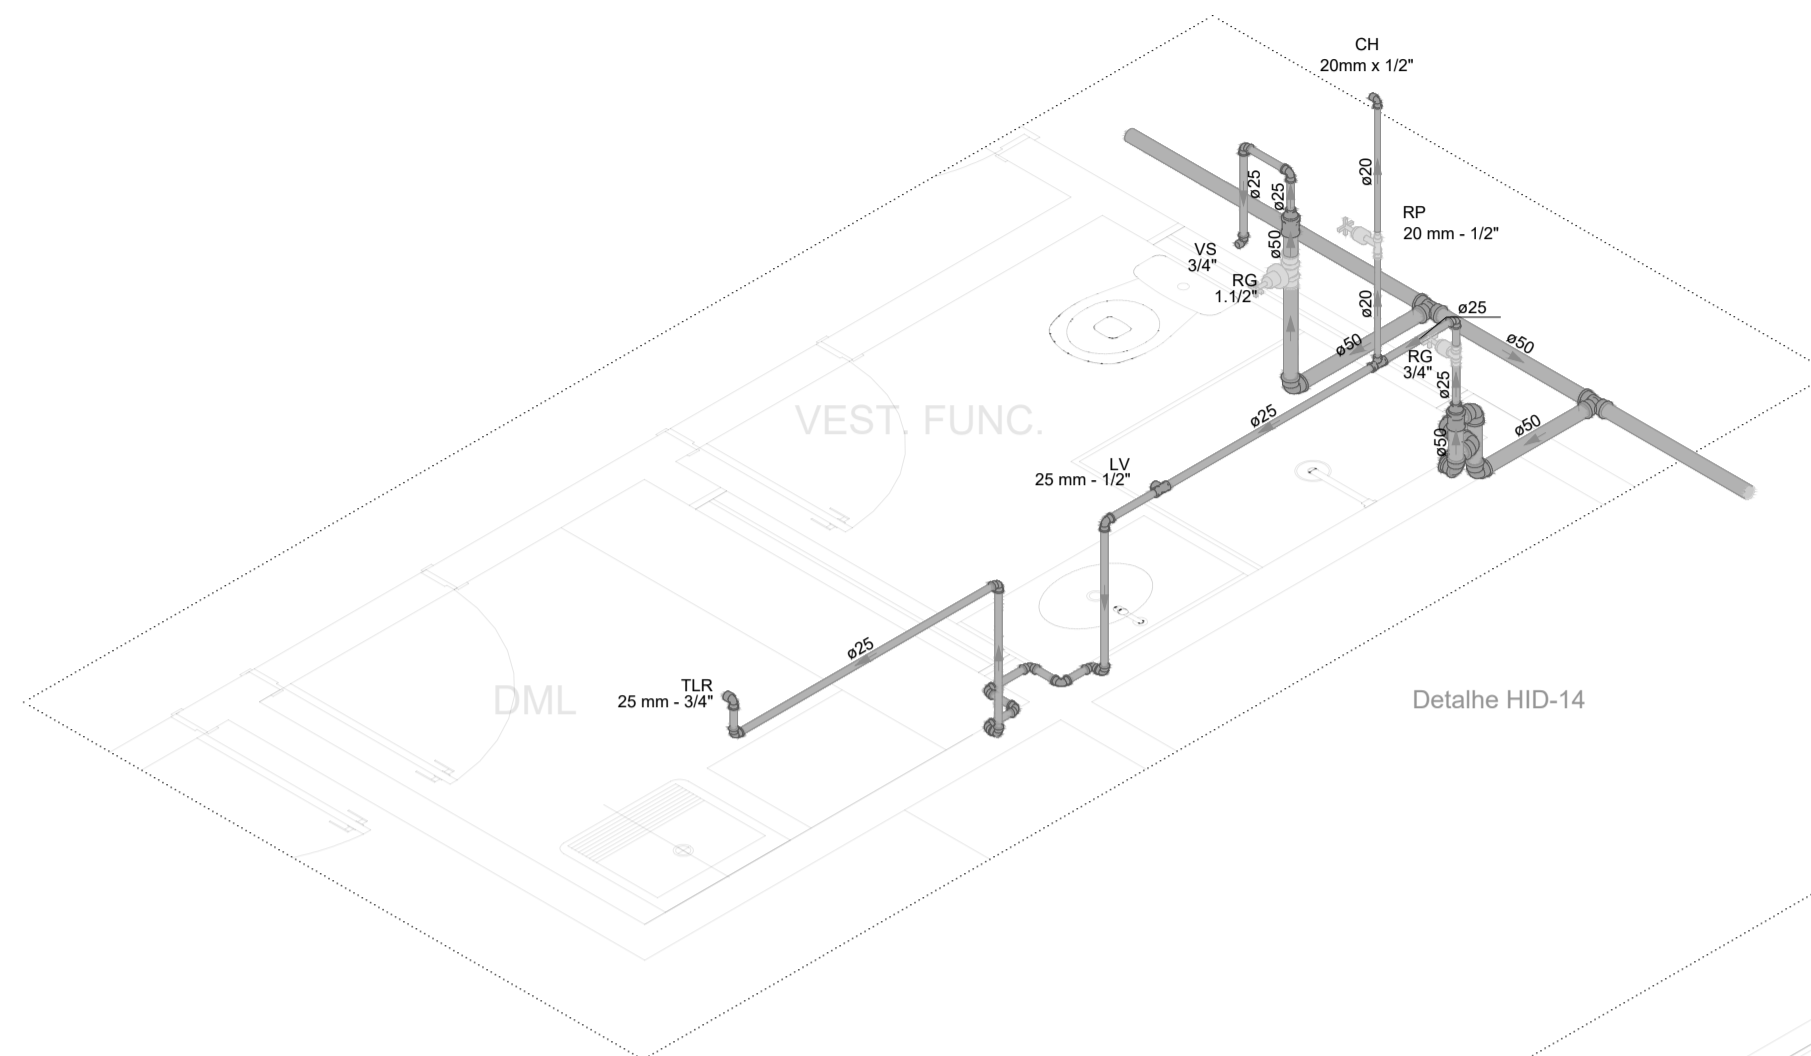 CH
20mm x 1/2"
ø20
ø25
ø25
RP
20 mm - 1/2"
ø50
VS
3/4"
RG
1.1/2"
ø20
ø25
ø50
ø50
RG
3/4"
ø25
VEST. FUNC.
ø25
ø50
ø50
LV
25 mm - 1/2"
ø25
DML
TLR
25 mm - 3/4"
Detalhe HID-14